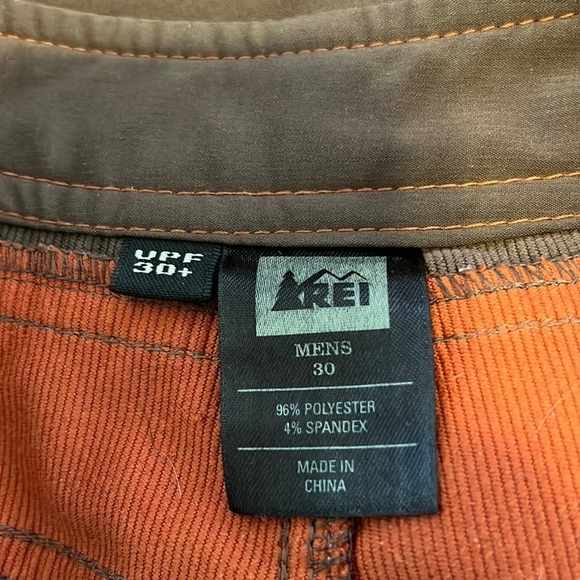 UPF
30+
REI
MENS
30
96% POLYESTER
4% SPANDEX
MADE IN
CHINA